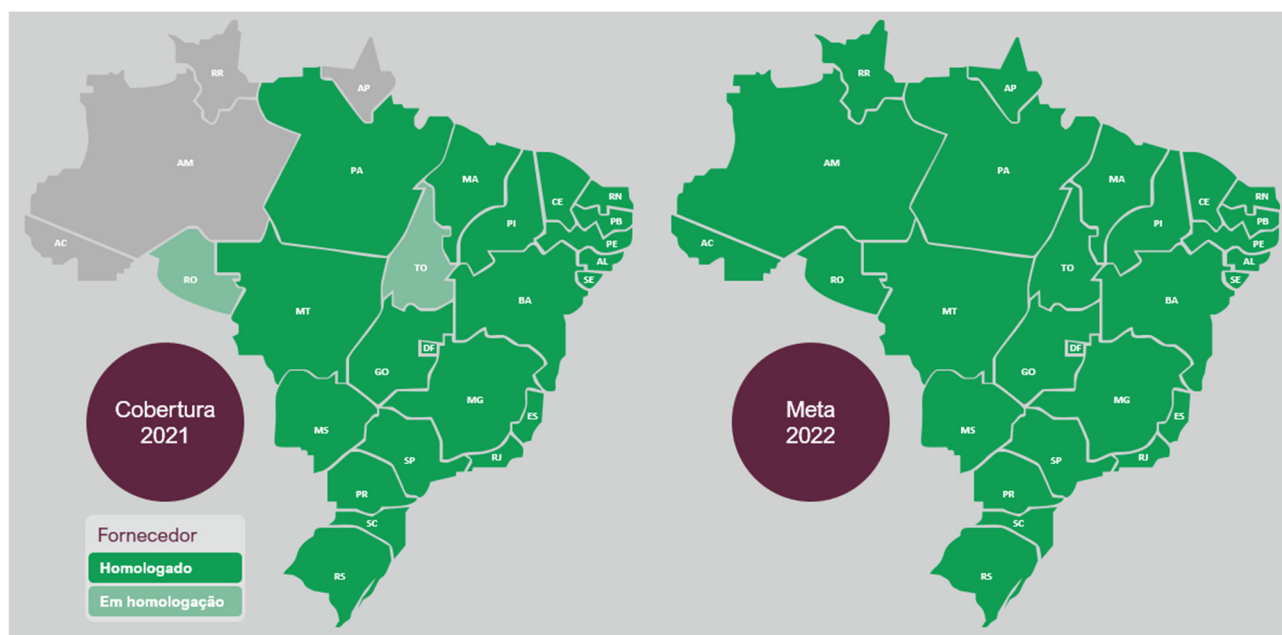 RR
AP
AM
PA
MA
CE
RN
PB
PI
PE
AL
SE
AC
RO
TO
BA
MT
DF
GO
MG
ES
MS
SP
RJ
PR
SC
RS
Cobertura
2021
Fornecedor
Homologado
Em homologação
RR
AP
AM
PA
MA
CE
RN
PB
PI
PE
AL
SE
AC
RO
TO
BA
MT
DF
GO
MG
ES
MS
SP
RJ
PR
SC
RS
Meta
2022